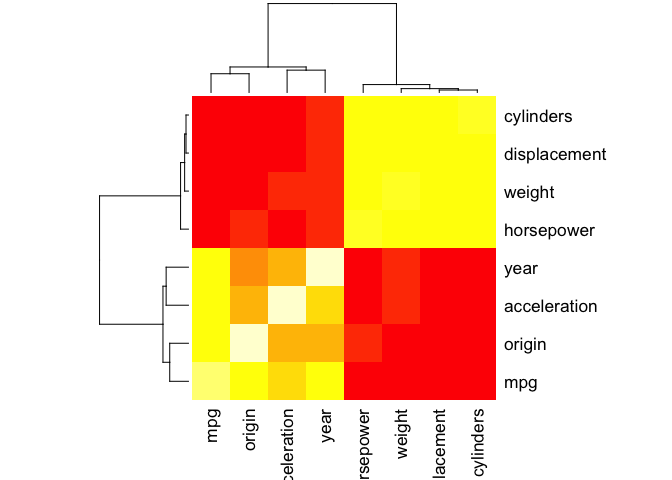 cylinders
displacement
weight
horsepower
year
acceleration
origin
mpg
mpg
origin
celeration
year
rsepower
weight
lacement
cylinders